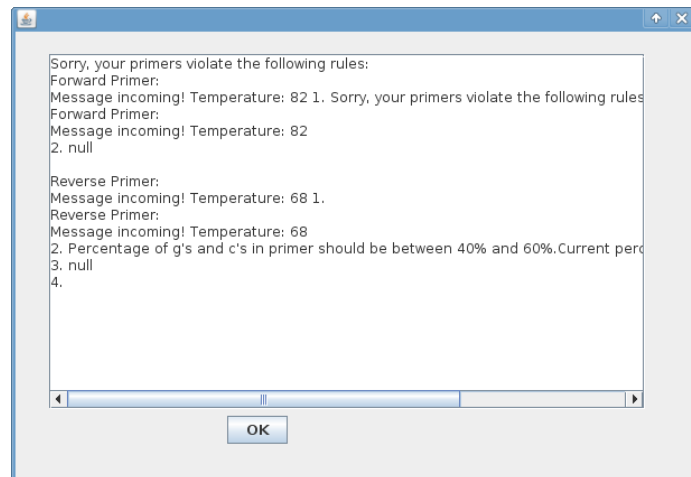 Sorry, your primers violate the following rules:
Forward Primer:
Message incoming! Temperature: 82 1. Sorry, your primers violate the following rules
Forward Primer:
Message incoming! Temperature: 82
2. null
Reverse Primer:
Message incoming! Temperature: 68 1.
Reverse Primer:
Message incoming! Temperature: 68
2. Percentage of g's and c's in primer should be between 40% and 60%.Current perc
3. null
4.
OK